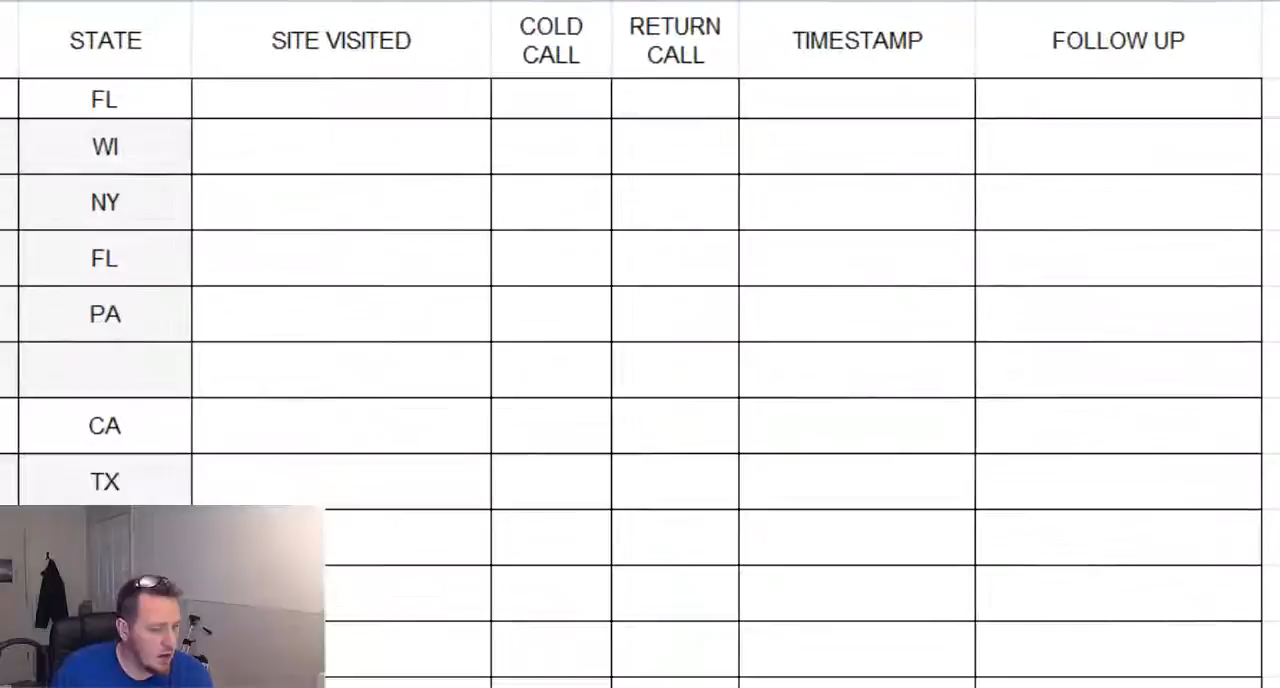 STATE SITE VISITED COLD CALL RETURN CALL TIMESTAMP FOLLOW UP
FL
WI
NY
FL
PA
CA
TX